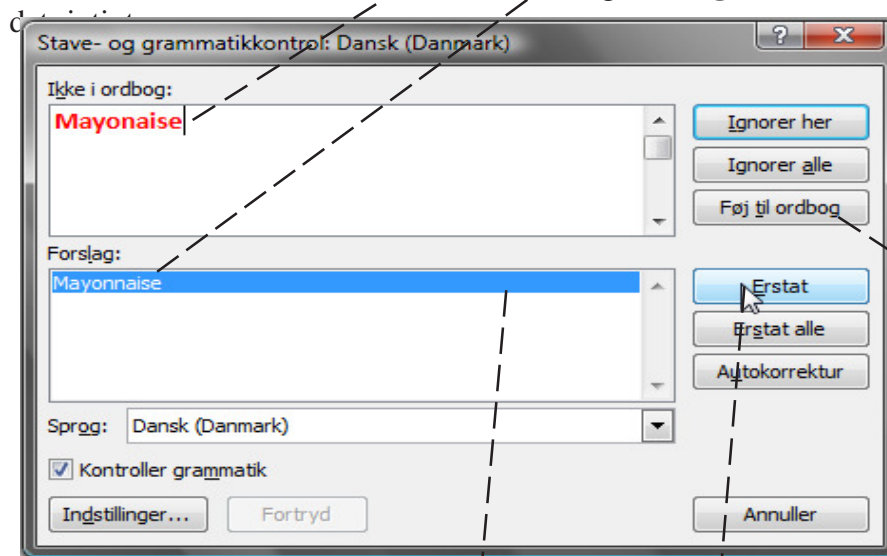 Stave- og grammatikkontrol: Dansk (Danmark)
Ikke i ordbog:
Mayonaise
Ignorer her
Ignorer alle
Føj til ordbog
Forslag:
Mayonnaise
Erstat
Erstat alle
Autokorrektur
Sprog: Dansk (Danmark)
Kontroller grammatik
Indstillinger... Fortryd Annuller